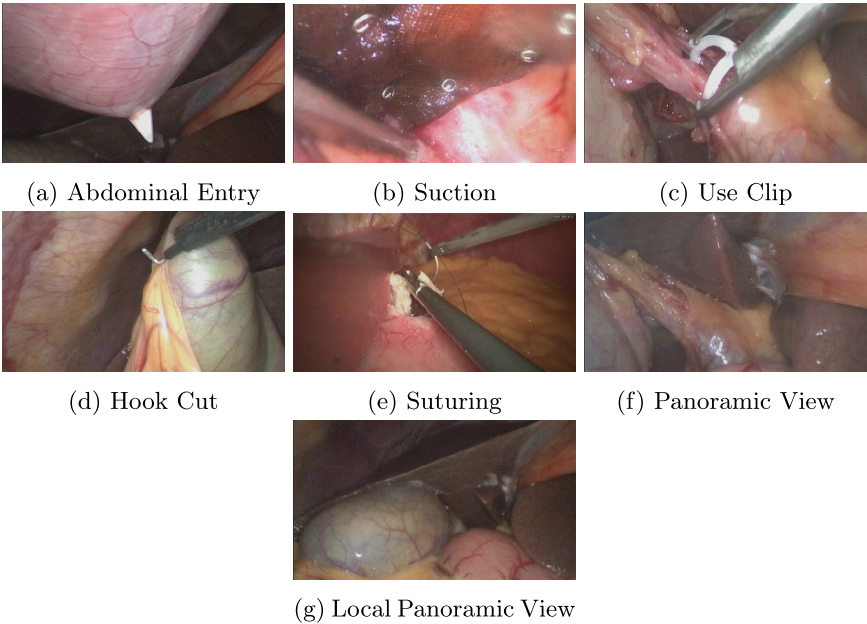 (a) Abdominal Entry
(b) Suction
(c) Use Clip
(d) Hook Cut
(e) Suturing
(f) Panoramic View
(g) Local Panoramic View